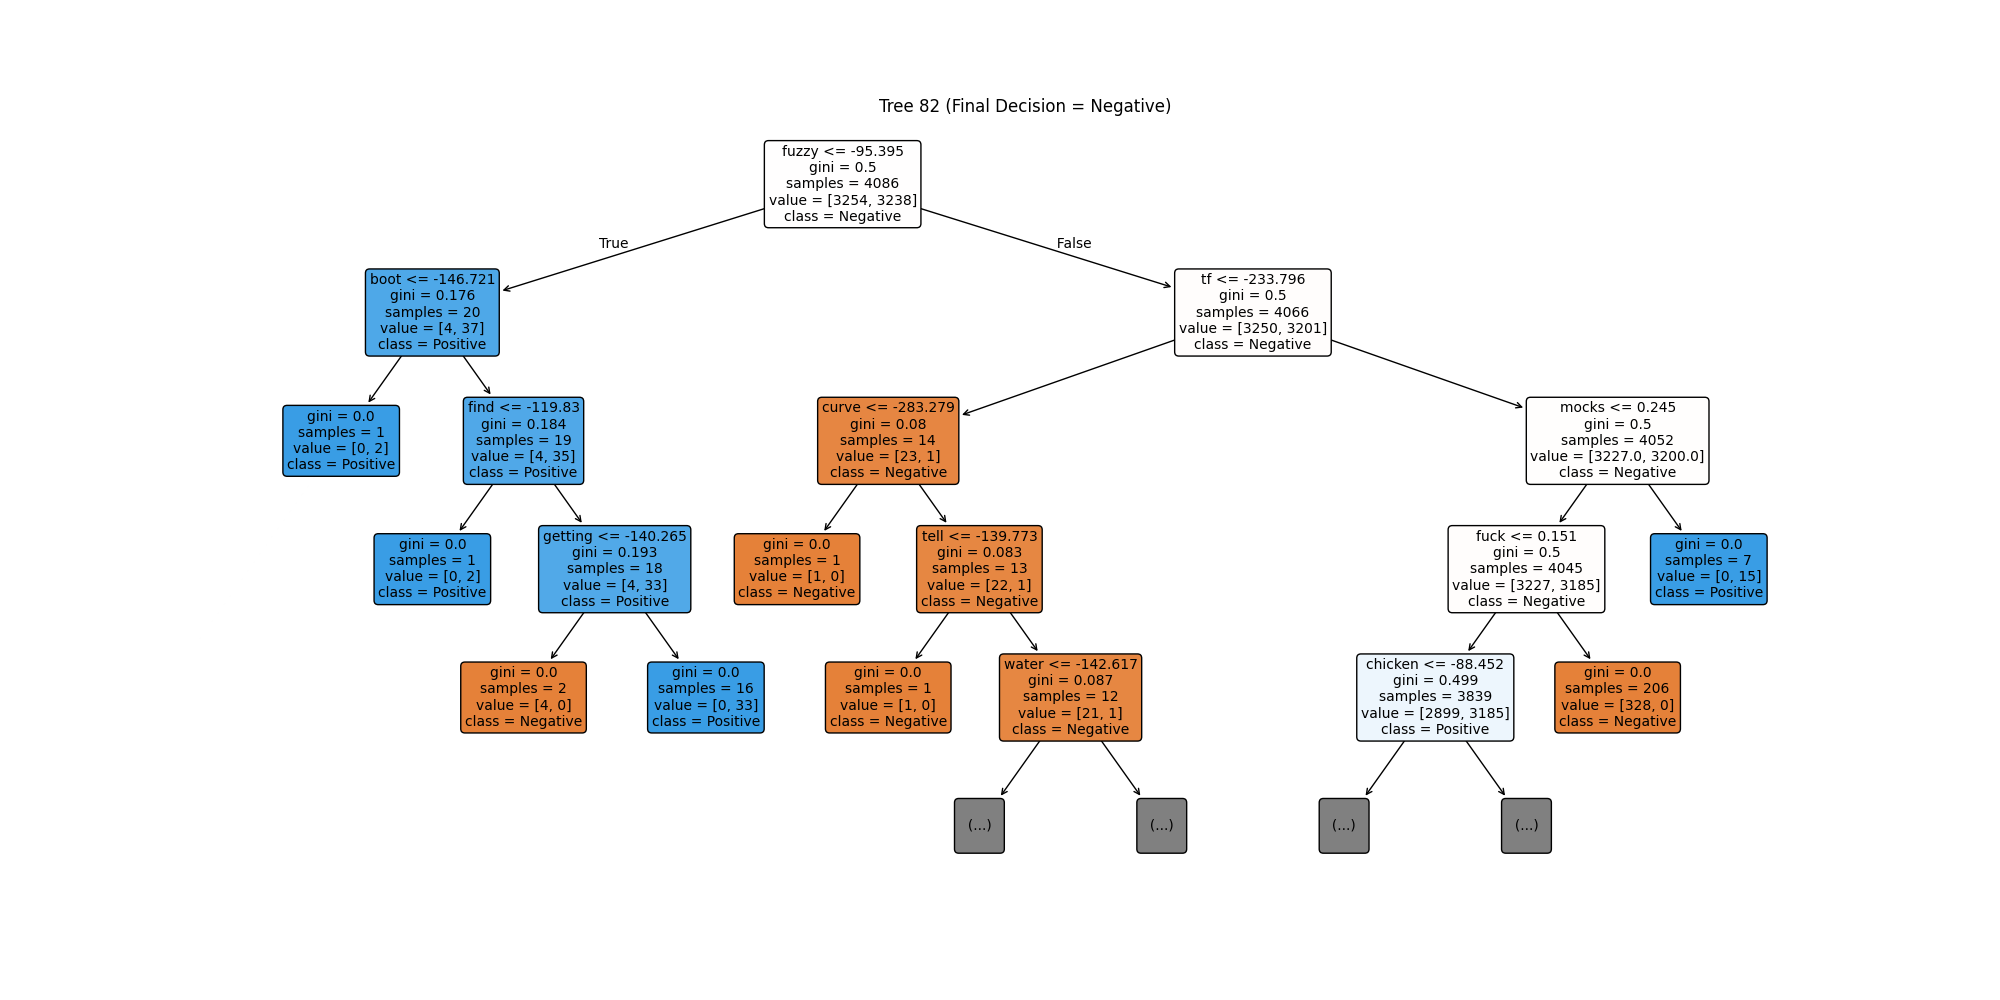 Tree 82 (Final Decision = Negative)
fuzzy <= -95.395
gini = 0.5
samples = 4086
value = [3254, 3238]
class = Negative
True
False
boot <= -146.721
gini = 0.176
samples = 20
value = [4, 37]
class = Positive
tf <= -233.796
gini = 0.5
samples = 4066
value = [3250, 3201]
class = Negative
gini = 0.0
samples = 1
value = [0, 2]
class = Positive
find <= -119.83
gini = 0.184
samples = 19
value = [4, 35]
class = Positive
curve <= -283.279
gini = 0.08
samples = 14
value = [23, 1]
class = Negative
mocks <= 0.245
gini = 0.5
samples = 4052
value = [3227.0, 3200.0]
class = Negative
gini = 0.0
samples = 1
value = [0, 2]
class = Positive
getting <= -140.265
gini = 0.193
samples = 18
value = [4, 33]
class = Positive
gini = 0.0
samples = 1
value = [1, 0]
class = Negative
tell <= -139.773
gini = 0.083
samples = 13
value = [22, 1]
class = Negative
fuck <= 0.151
gini = 0.5
samples = 4045
value = [3227, 3185]
class = Negative
gini = 0.0
samples = 7
value = [0, 15]
class = Positive
gini = 0.0
samples = 2
value = [4, 0]
class = Negative
gini = 0.0
samples = 16
value = [0, 33]
class = Positive
gini = 0.0
samples = 1
value = [1, 0]
class = Negative
water <= -142.617
gini = 0.087
samples = 12
value = [21, 1]
class = Negative
chicken <= -88.452
gini = 0.499
samples = 3839
value = [2899, 3185]
class = Positive
gini = 0.0
samples = 206
value = [328, 0]
class = Negative
(...)
(...)
(...)
(...)